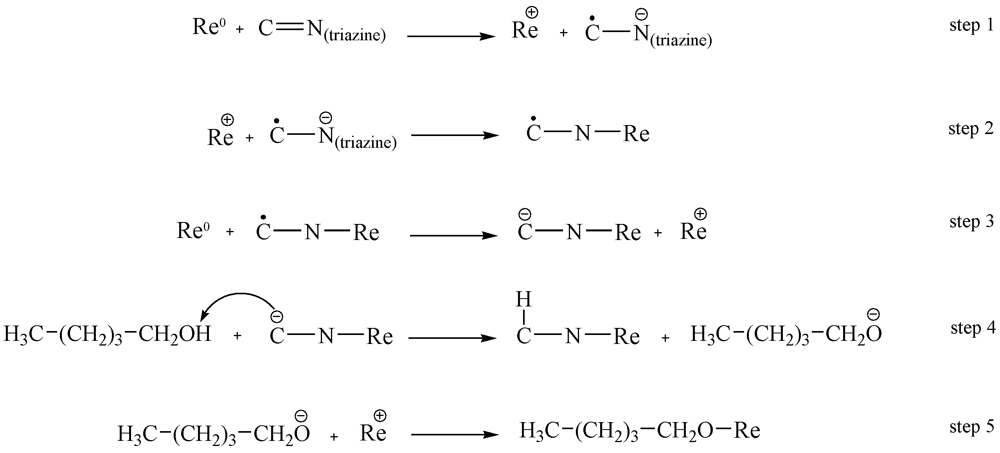 Re⁰ + C=N(triazine) ⟶ Re⊕ + Ċ—N⊖(triazine) step 1
Re⊕ + Ċ—N⊖(triazine) ⟶ Ċ—N—Re step 2
Re⁰ + Ċ—N—Re ⟶ C⊖—N—Re + Re⊕ step 3
H
H₃C-(CH₂)₃-CH₂OH + C⊖—N—Re ⟶ C—N—Re + H₃C-(CH₂)₃-CH₂O⊖ step 4
H₃C-(CH₂)₃-CH₂O⊖ + Re⊕ ⟶ H₃C-(CH₂)₃-CH₂O-Re step 5